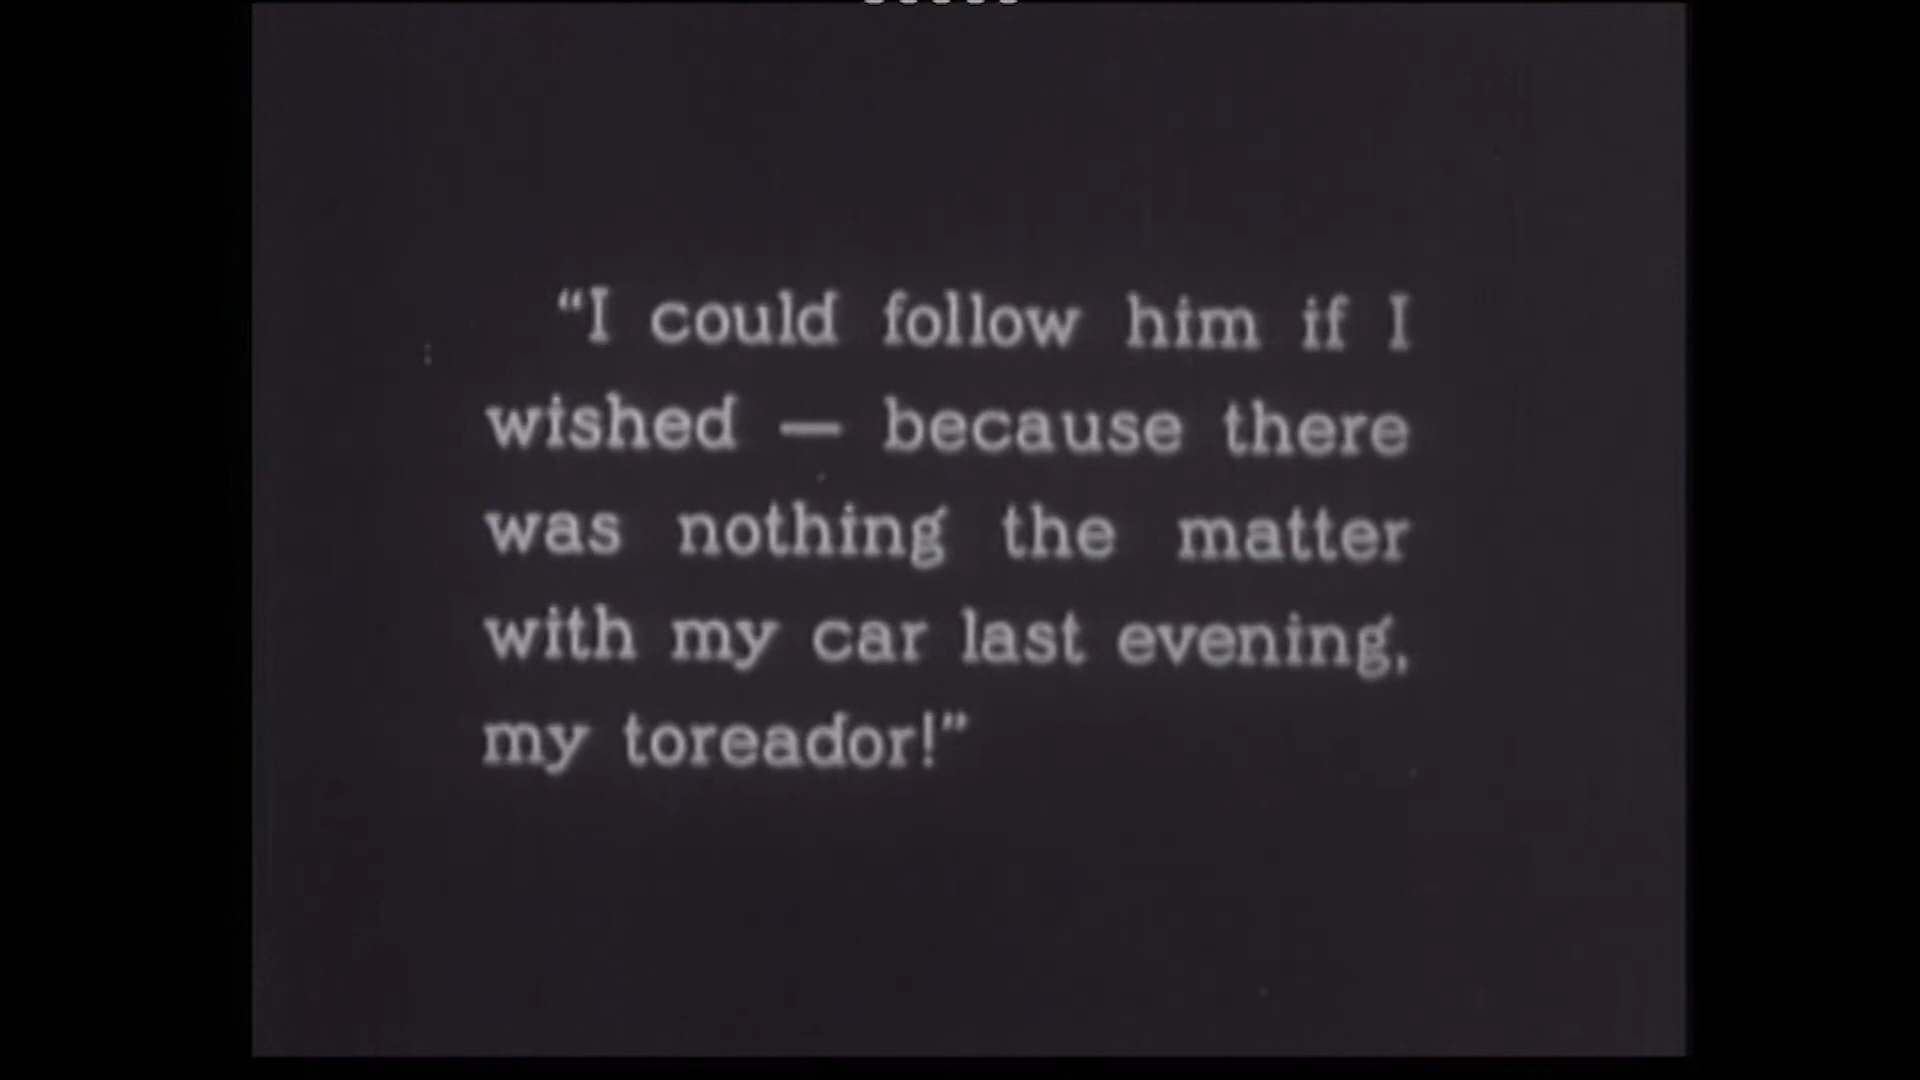 “I could follow him if I
wished — because there
was nothing the matter
with my car last evening,
my toreador!”